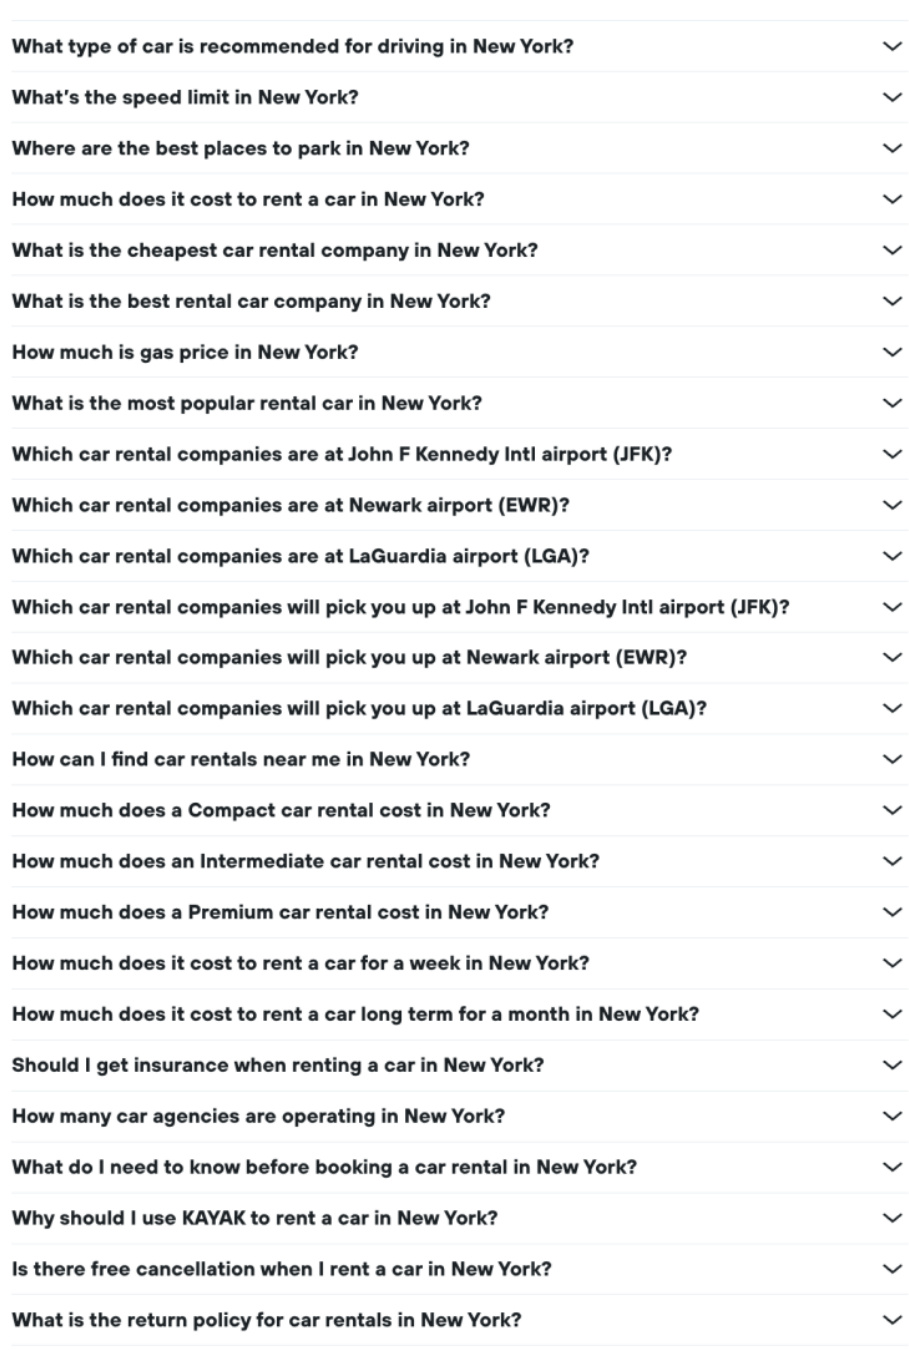 What type of car is recommended for driving in New York?
What's the speed limit in New York?
Where are the best places to park in New York?
How much does it cost to rent a car in New York?
What is the cheapest car rental company in New York?
What is the best rental car company in New York?
How much is gas price in New York?
What is the most popular rental car in New York?
Which car rental companies are at John F Kennedy Intl airport (JFK)?
Which car rental companies are at Newark airport (EWR)?
Which car rental companies are at LaGuardia airport (LGA)?
Which car rental companies will pick you up at John F Kennedy Intl airport (JFK)?
Which car rental companies will pick you up at Newark airport (EWR)?
Which car rental companies will pick you up at LaGuardia airport (LGA)?
How can I find car rentals near me in New York?
How much does a Compact car rental cost in New York?
How much does an Intermediate car rental cost in New York?
How much does a Premium car rental cost in New York?
How much does it cost to rent a car for a week in New York?
How much does it cost to rent a car long term for a month in New York?
Should I get insurance when renting a car in New York?
How many car agencies are operating in New York?
What do I need to know before booking a car rental in New York?
Why should I use KAYAK to rent a car in New York?
Is there free cancellation when I rent a car in New York?
What is the return policy for car rentals in New York?